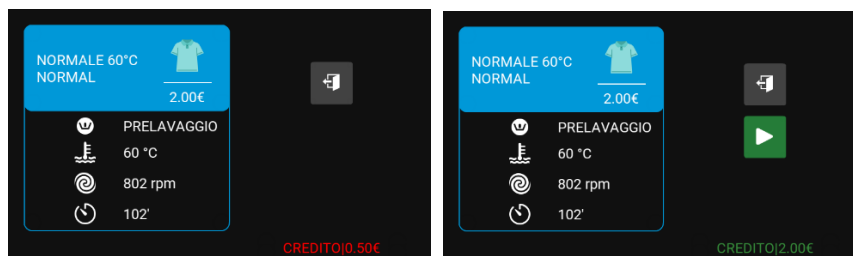 NORMALE 60°C
NORMAL
2.00€
PRELAVAGGIO
60 °C
802 rpm
102'
CREDITO|0.50€
NORMALE 60°C
NORMAL
2.00€
PRELAVAGGIO
60 °C
802 rpm
102'
CREDITO|2.00€